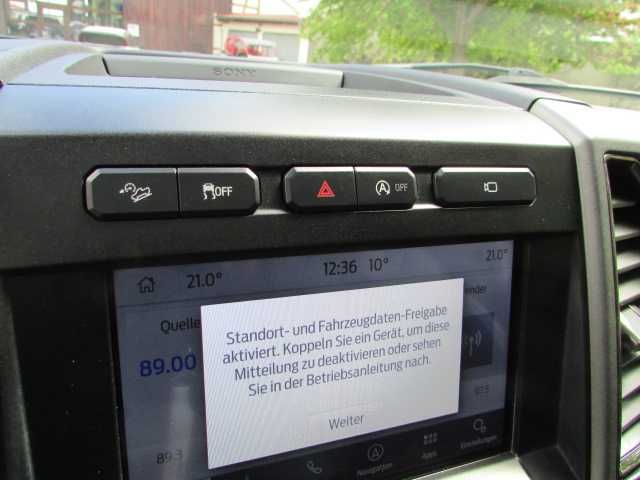 SONY
OFF
OFF
21.0°
12:36 10°
21.0°
Quelle
89.00
Standort- und Fahrzeugdaten-Freigabe
aktiviert. Koppeln Sie ein Gerät, um diese
Mitteilung zu deaktivieren oder sehen
Sie in der Betriebsanleitung nach.
Weiter
89.3
Navigation
Apps
Einstellungen